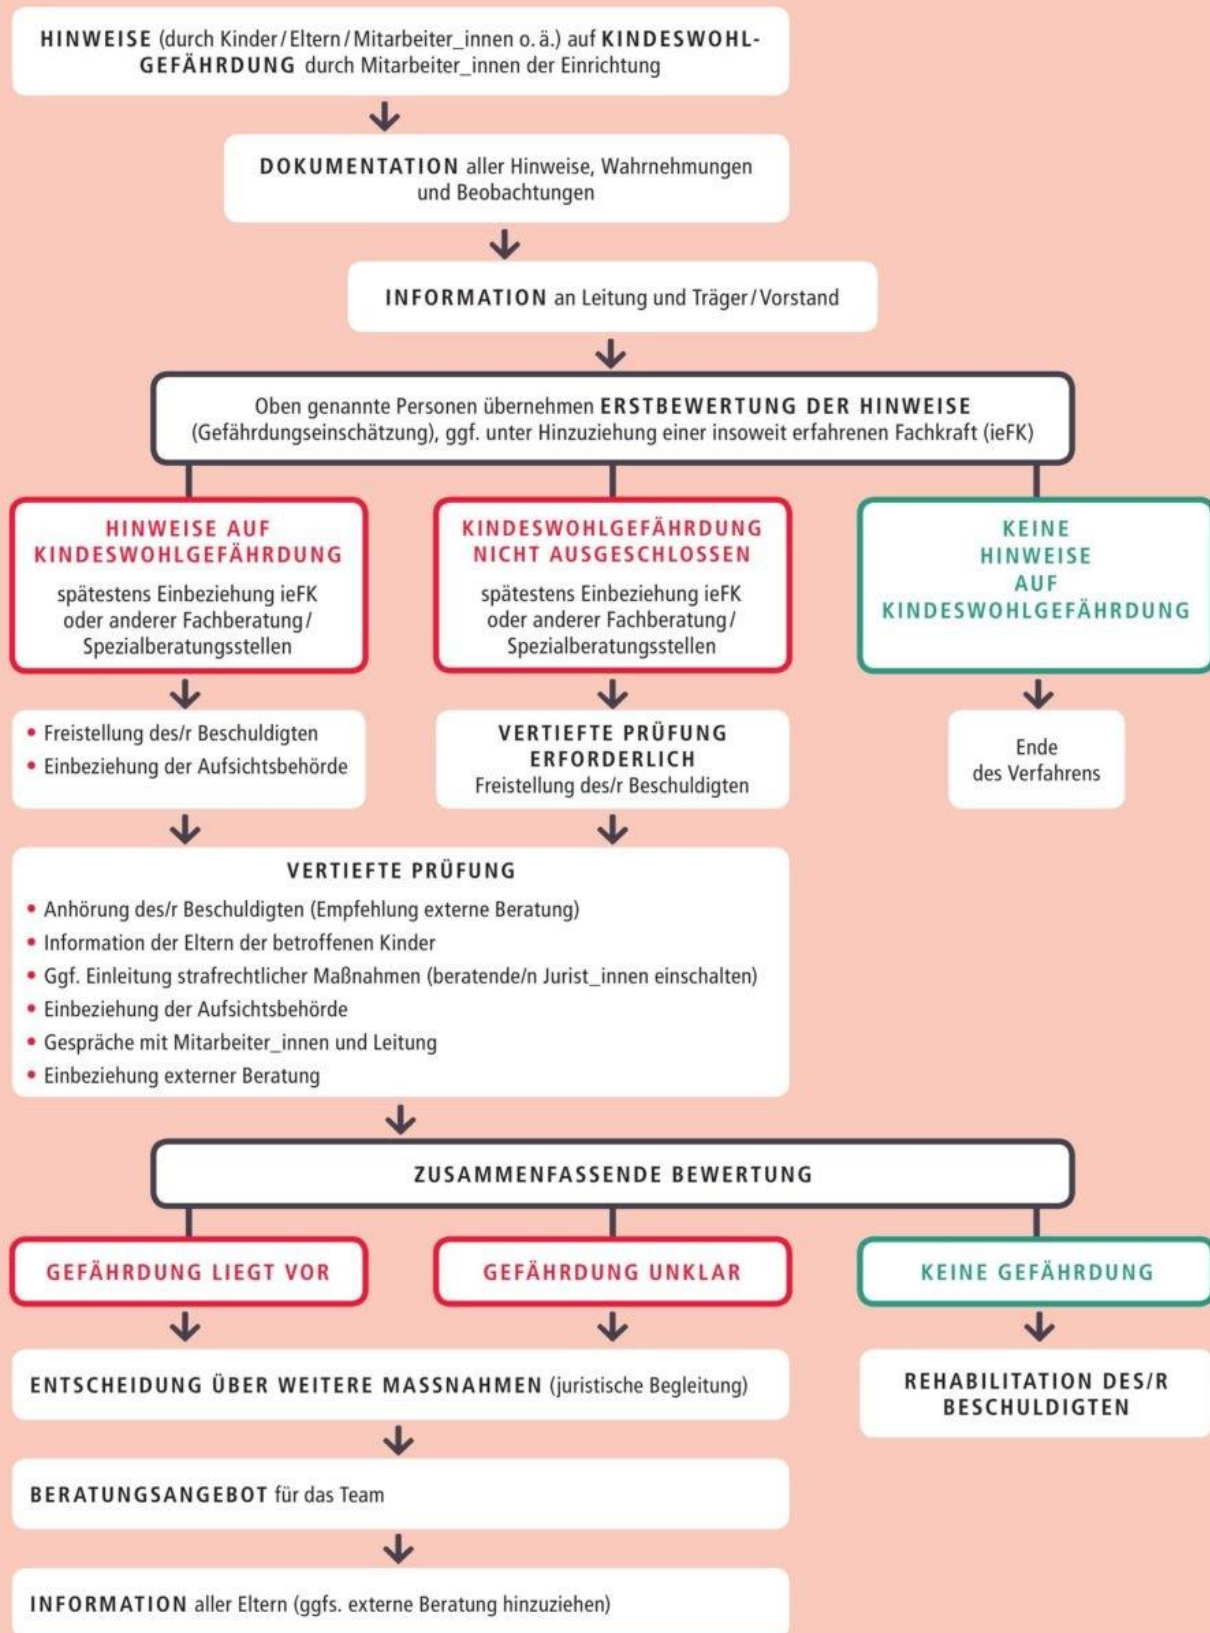 HINWEISE (durch Kinder/Eltern/Mitarbeiter_innen o. ä.) auf KINDESWOHL-
GEFÄHRDUNG durch Mitarbeiter_innen der Einrichtung
DOKUMENTATION aller Hinweise, Wahrnehmungen
und Beobachtungen
INFORMATION an Leitung und Träger/Vorstand
Oben genannte Personen übernehmen ERSTBEWERTUNG DER HINWEISE
(Gefährdungseinschätzung), ggf. unter Hinzuziehung einer insoweit erfahrenen Fachkraft (ieFK)
HINWEISE AUF
KINDESWOHLGEFÄHRDUNG
spätestens Einbeziehung ieFK
oder anderer Fachberatung/
Spezialberatungsstellen
KINDESWOHLGEFÄHRDUNG
NICHT AUSGESCHLOSSEN
spätestens Einbeziehung ieFK
oder anderer Fachberatung/
Spezialberatungsstellen
KEINE
HINWEISE
AUF
KINDESWOHLGEFÄHRDUNG
• Freistellung des/r Beschuldigten
• Einbeziehung der Aufsichtsbehörde
VERTIEFTE PRÜFUNG
ERFORDERLICH
Freistellung des/r Beschuldigten
Ende
des Verfahrens
VERTIEFTE PRÜFUNG
• Anhörung des/r Beschuldigten (Empfehlung externe Beratung)
• Information der Eltern der betroffenen Kinder
• Ggf. Einleitung strafrechtlicher Maßnahmen (beratende/n Jurist_innen einschalten)
• Einbeziehung der Aufsichtsbehörde
• Gespräche mit Mitarbeiter_innen und Leitung
• Einbeziehung externer Beratung
ZUSAMMENFASSENDE BEWERTUNG
GEFÄHRDUNG LIEGT VOR
GEFÄHRDUNG UNKLAR
KEINE GEFÄHRDUNG
ENTSCHEIDUNG ÜBER WEITERE MASSNAHMEN (juristische Begleitung)
REHABILITATION DES/R
BESCHULDIGTEN
BERATUNGSANGEBOT für das Team
INFORMATION aller Eltern (ggfs. externe Beratung hinzuziehen)